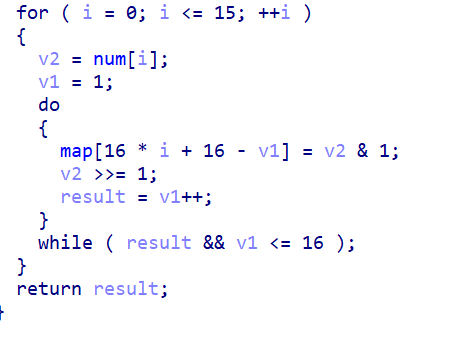 for ( i = 0; i <= 15; ++i )
{
v2 = num[i];
v1 = 1;
do
{
map[16 * i + 16 - v1] = v2 & 1;
v2 >>= 1;
result = v1++;
}
while ( result && v1 <= 16 );
}
return result;
}